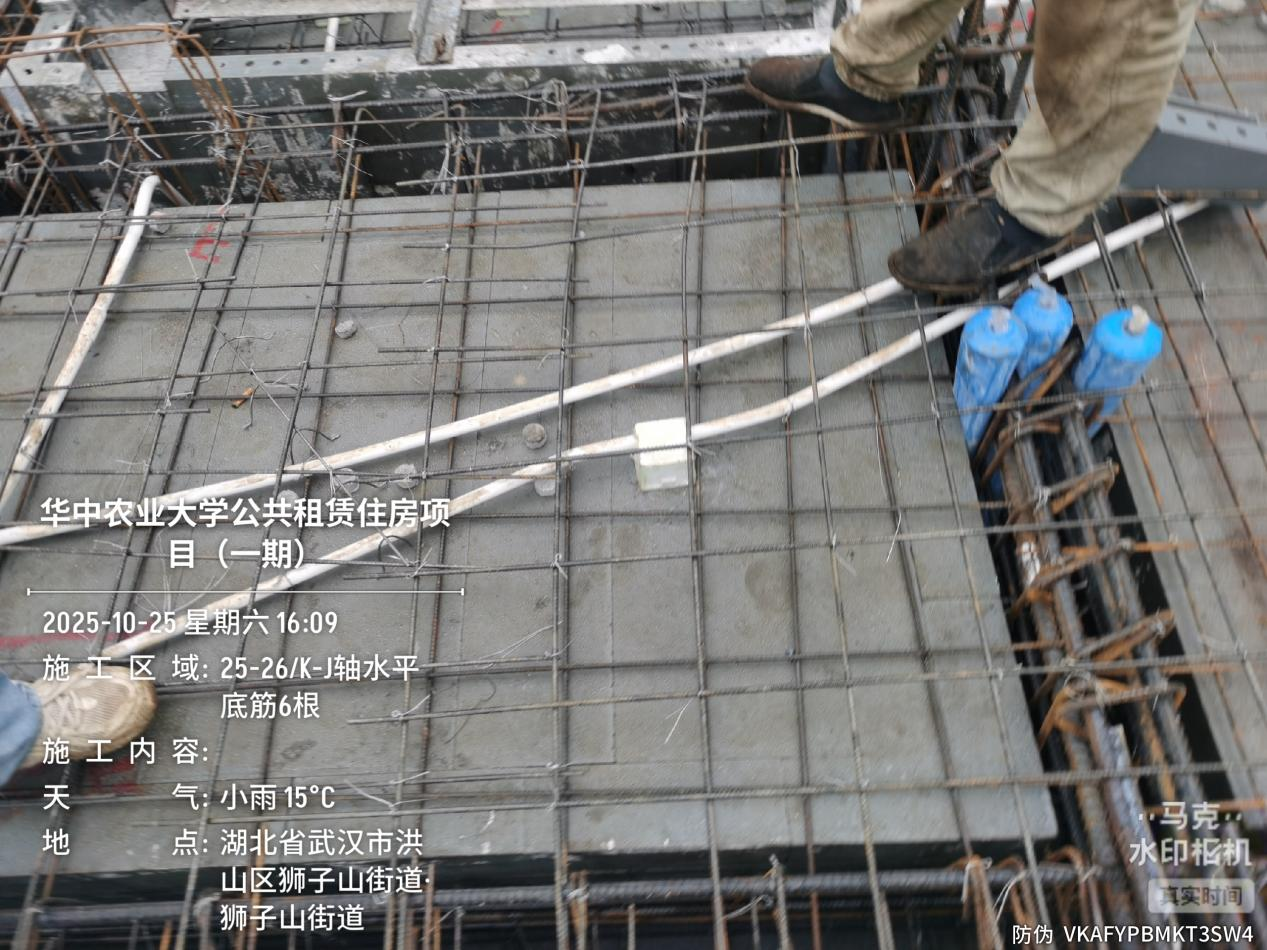 华中农业大学公共租赁住房项
目（一期）
2025-10-25 星期六 16:09
施工区域：25-26/K-J轴水平
底筋6根
施工内容：
天气：小雨 15°C
地点：湖北省武汉市洪
山区狮子山街道·
狮子山街道
马克
水印相机
真实时间
防伪 VKAFYPBMKT3SW4